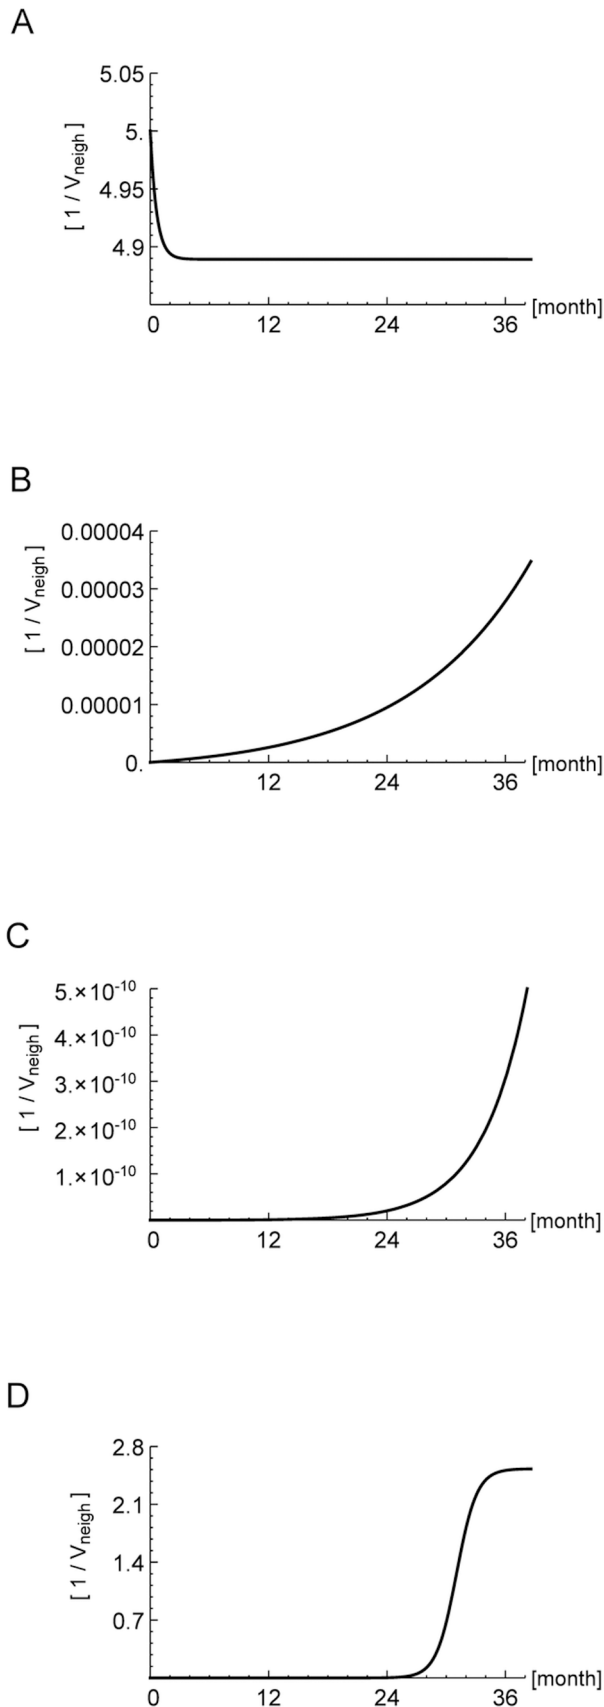 A
5.05
5.
4.95
4.9
[ 1 / Vneigh ]
0 12 24 36 [month]
B
0.00004
0.00003
0.00002
0.00001
0.
[ 1 / Vneigh ]
12 24 36 [month]
C
5.×10-10
4.×10-10
3.×10-10
2.×10-10
1.×10-10
[ 1 / Vneigh ]
0 12 24 36 [month]
D
2.8
2.1
1.4
0.7
[ 1 / Vneigh ]
0 12 24 36 [month]